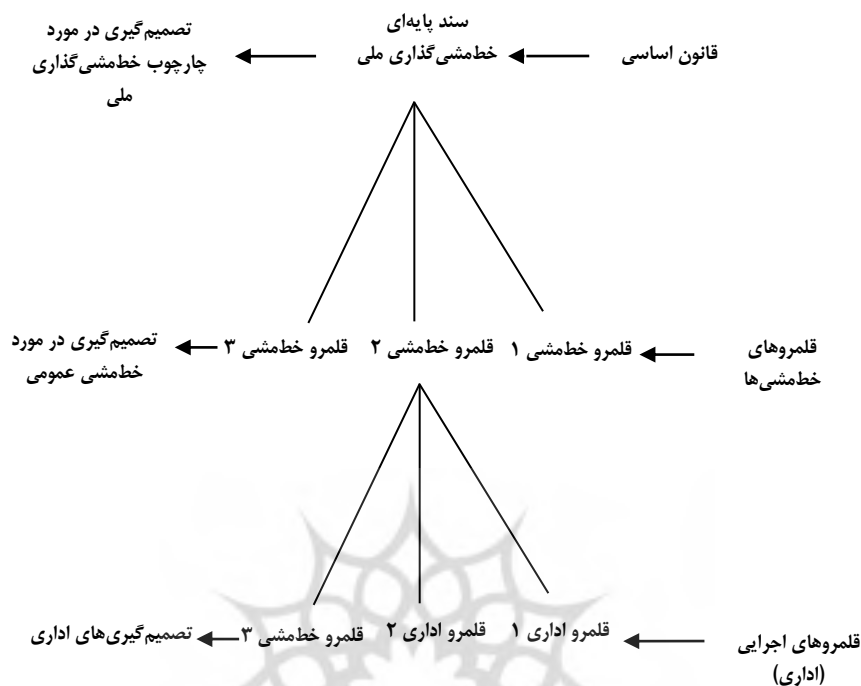 قانون اساسی
سند پایه‌ای
خط‌مشی‌گذاری ملی
تصمیم‌گیری در مورد
چارچوب خط‌مشی‌گذاری
ملی
قلمروهای
خط‌مشی‌ها
قلمرو خط‌مشی ۱
قلمرو خط‌مشی ۲
قلمرو خط‌مشی ۳
تصمیم‌گیری در مورد
خط‌مشی عمومی
قلمروهای اجرایی
(اداری)
قلمرو اداری ۱
قلمرو اداری ۲
قلمرو خط‌مشی ۳
تصمیم‌گیری‌های اداری